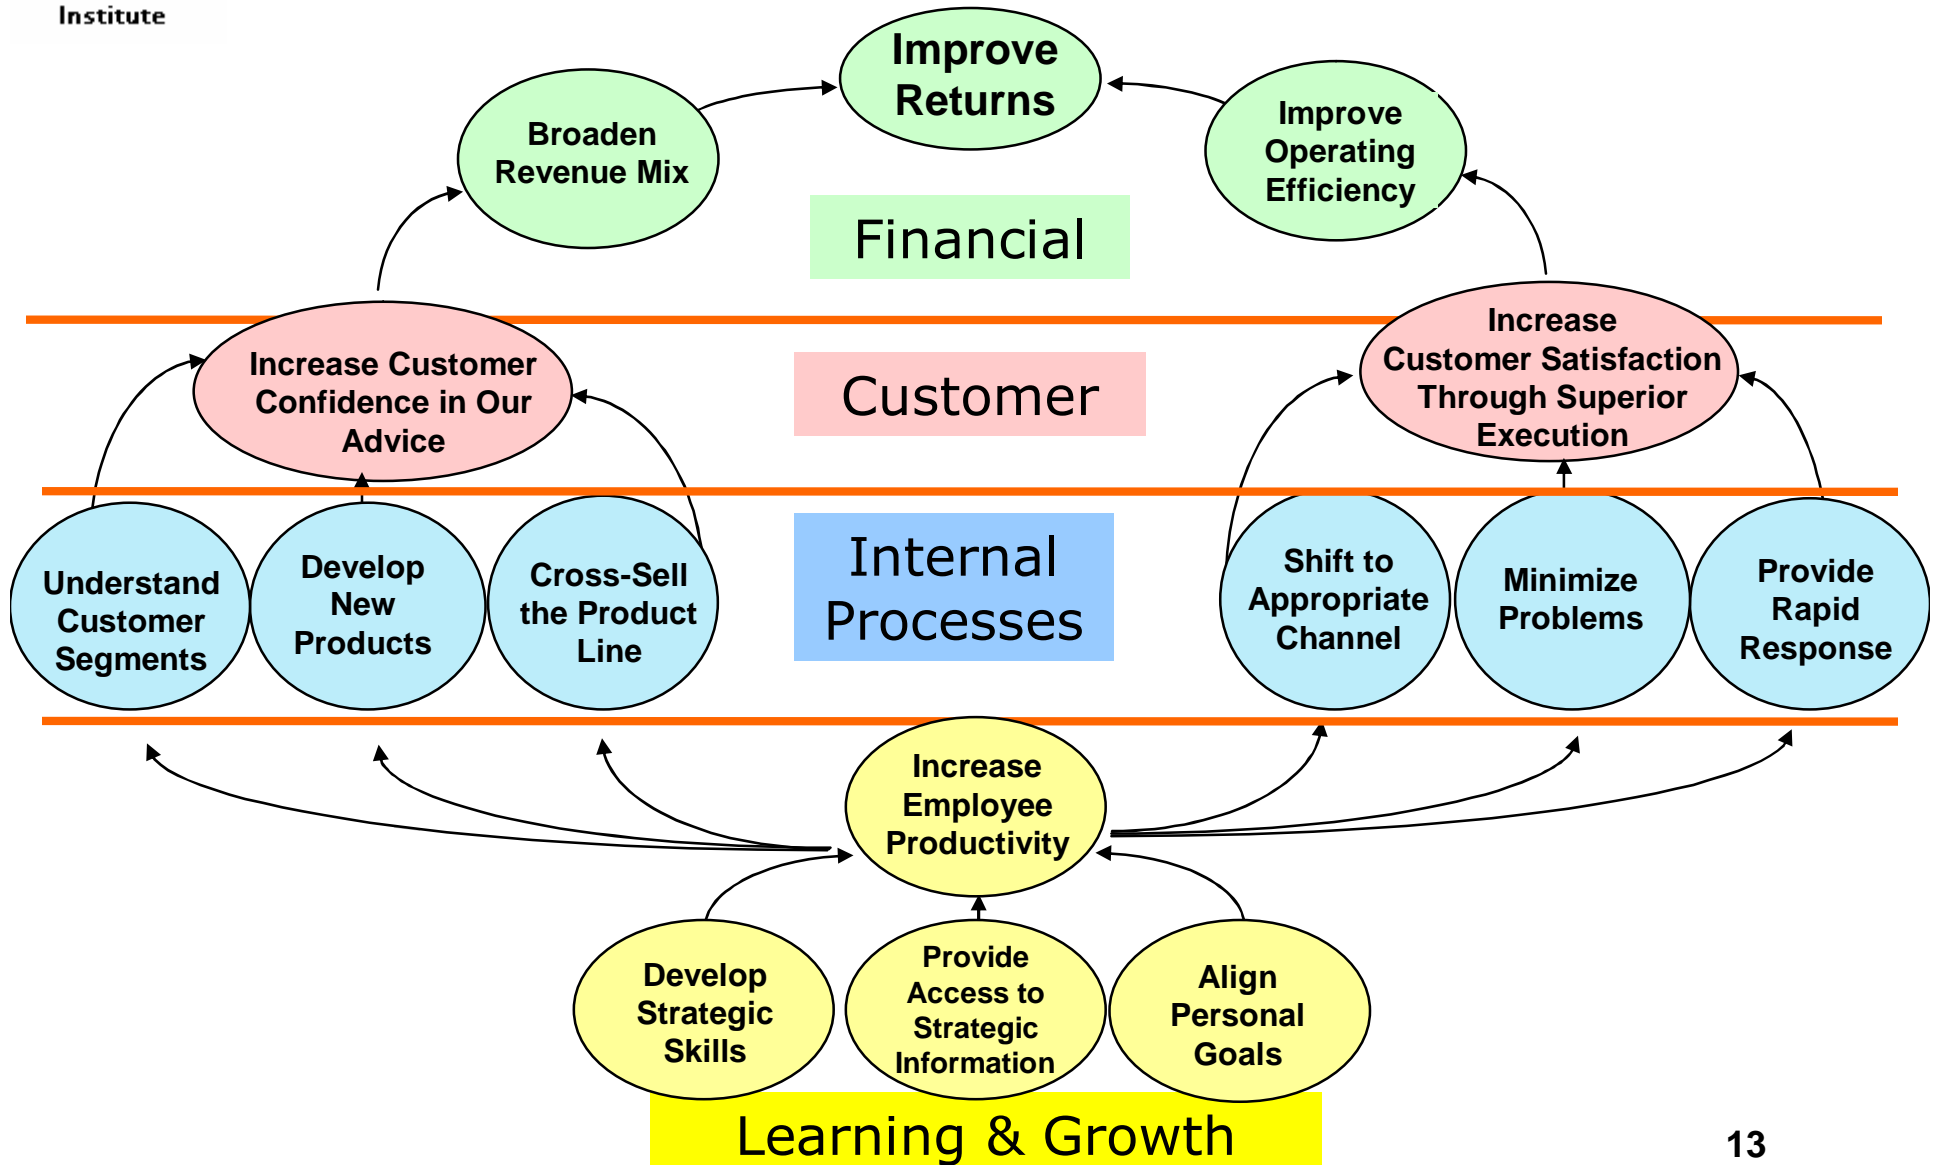 Institute
Improve
Returns
Broaden
Revenue Mix
Improve
Operating
Efficiency
Financial
Increase Customer
Confidence in Our
Advice
Customer
Increase
Customer Satisfaction
Through Superior
Execution
Understand
Customer
Segments
Develop
New
Products
Cross-Sell
the Product
Line
Internal
Processes
Shift to
Appropriate
Channel
Minimize
Problems
Provide
Rapid
Response
Increase
Employee
Productivity
Develop
Strategic
Skills
Provide
Access to
Strategic
Information
Align
Personal
Goals
Learning & Growth
13